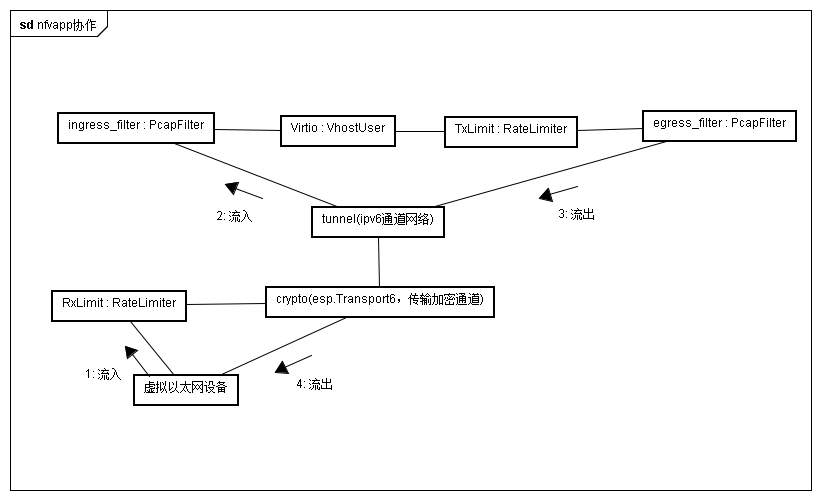 sd nfvapp协作
ingress_filter : PcapFilter
Virtio : VhostUser
TxLimit : RateLimiter
egress_filter : PcapFilter
2: 流入
3: 流出
tunnel(ipv6通道网络)
RxLimit : RateLimiter
crypto(esp.Transport6，传输加密通道)
1: 流入
4: 流出
虚拟以太网设备